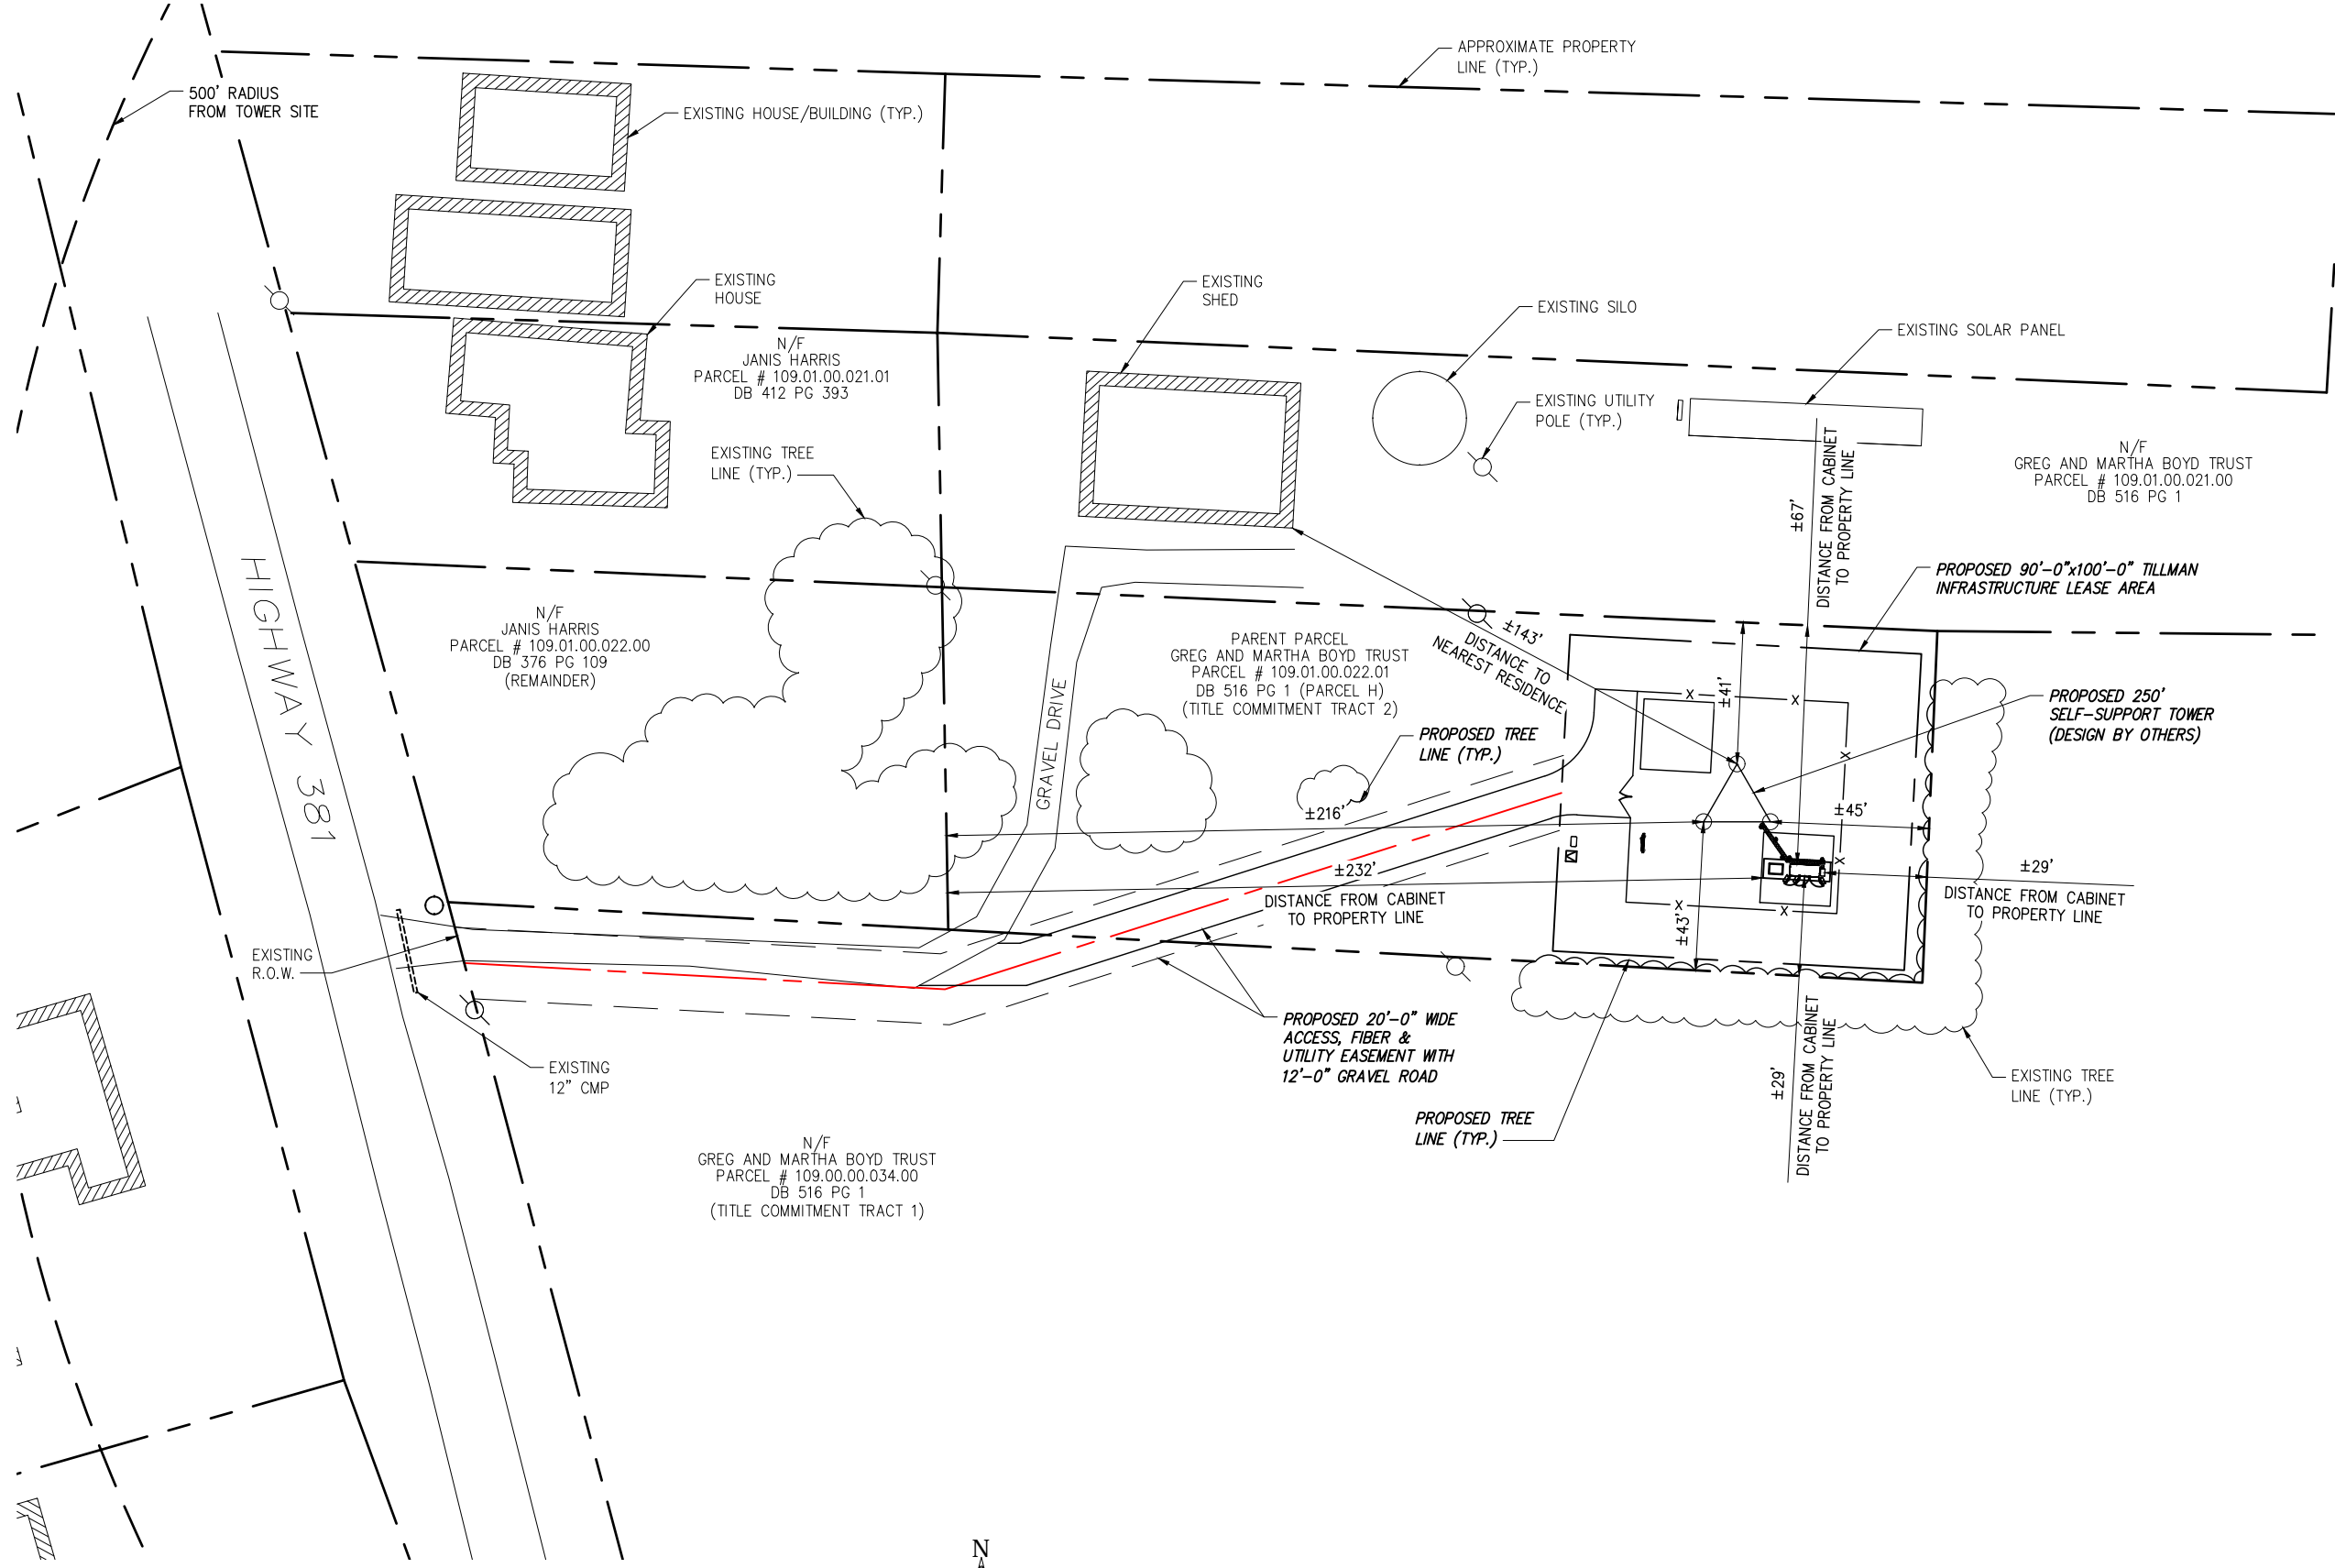 APPROXIMATE PROPERTY
LINE (TYP.)
500' RADIUS
FROM TOWER SITE
EXISTING HOUSE/BUILDING (TYP.)
EXISTING
HOUSE
EXISTING
SHED
EXISTING SILO
EXISTING SOLAR PANEL
N/F
JANIS HARRIS
PARCEL # 109.01.00.021.01
DB 412 PG 393
EXISTING UTILITY
POLE (TYP.)
EXISTING TREE
LINE (TYP.)
N/F
GREG AND MARTHA BOYD TRUST
PARCEL # 109.01.00.021.00
DB 516 PG 1
±67'
DISTANCE FROM CABINET
TO PROPERTY LINE
PROPOSED 90'-0"x100'-0" TILLMAN
INFRASTRUCTURE LEASE AREA
HIGHWAY 381
N/F
JANIS HARRIS
PARCEL # 109.01.00.022.00
DB 376 PG 109
(REMAINDER)
PARENT PARCEL
GREG AND MARTHA BOYD TRUST
PARCEL # 109.01.00.022.01
DB 516 PG 1 (PARCEL H)
(TITLE COMMITMENT TRACT 2)
±143'
DISTANCE TO
NEAREST RESIDENCE
GRAVEL DRIVE
±41'
X
X
X
X
X
X
PROPOSED 250'
SELF-SUPPORT TOWER
(DESIGN BY OTHERS)
PROPOSED TREE
LINE (TYP.)
±216'
±45'
±232'
DISTANCE FROM CABINET
TO PROPERTY LINE
±29'
DISTANCE FROM CABINET
TO PROPERTY LINE
±43'
EXISTING
R.O.W.
EXISTING
12" CMP
PROPOSED 20'-0" WIDE
ACCESS, FIBER &
UTILITY EASEMENT WITH
12'-0" GRAVEL ROAD
±29'
DISTANCE FROM CABINET
TO PROPERTY LINE
EXISTING TREE
LINE (TYP.)
PROPOSED TREE
LINE (TYP.)
N/F
GREG AND MARTHA BOYD TRUST
PARCEL # 109.00.00.034.00
DB 516 PG 1
(TITLE COMMITMENT TRACT 1)
N